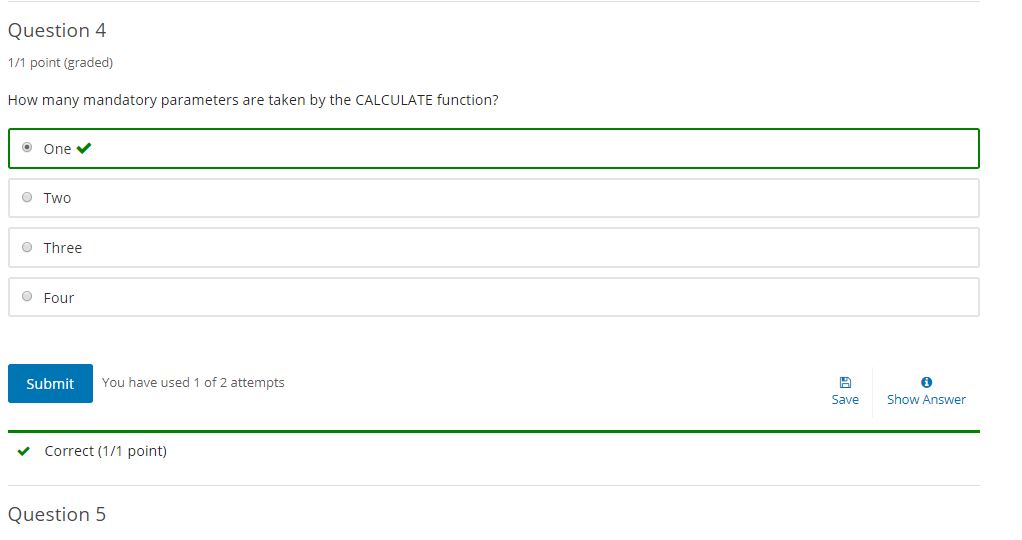 Question 4
1/1 point (graded)
How many mandatory parameters are taken by the CALCULATE function?
One
Two
Three
Four
Submit
You have used 1 of 2 attempts
Save
Show Answer
Correct (1/1 point)
Question 5